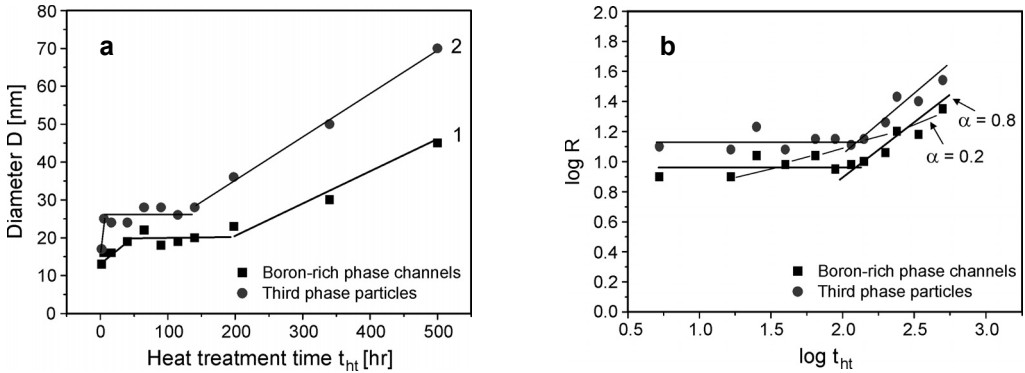 a
80
70
60
50
40
30
20
10
0
Diameter D [nm]
2
1
Boron-rich phase channels
Third phase particles
0
100
200
300
400
500
Heat treatment time t_ht [hr]
b
2.0
1.8
1.6
1.4
1.2
1.0
0.8
0.6
0.4
0.2
0.0
log R
α = 0.8
α = 0.2
Boron-rich phase channels
Third phase particles
0.5
1.0
1.5
2.0
2.5
3.0
log t_ht